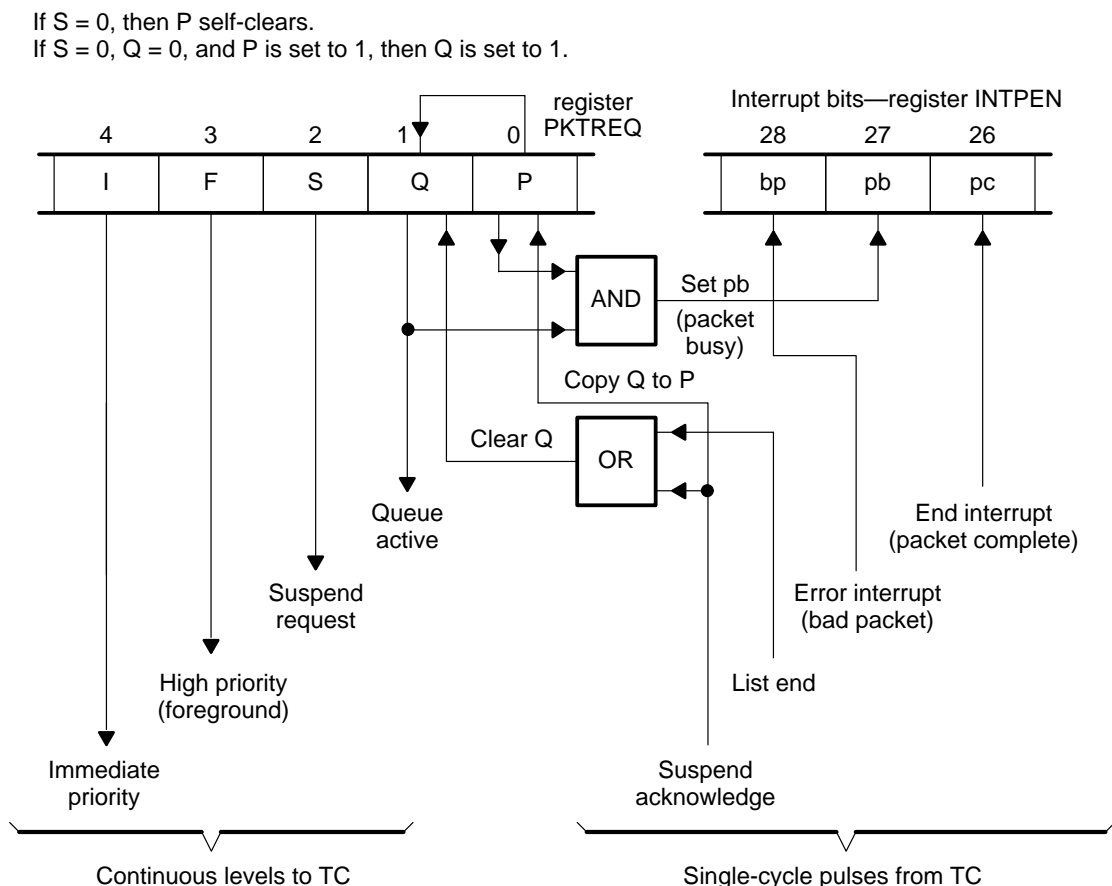 If S = 0, then P self-clears.
If S = 0, Q = 0, and P is set to 1, then Q is set to 1.
register
PKTREQ
Interrupt bits—register INTPEN
4 3 2 1 0
28 27 26
I F S Q P
bp pb pc
AND
Set pb
(packet
busy)
Copy Q to P
Clear Q
OR
Queue
active
End interrupt
(packet complete)
Suspend
request
Error interrupt
(bad packet)
High priority
(foreground)
List end
Immediate
priority
Suspend
acknowledge
Continuous levels to TC
Single-cycle pulses from TC